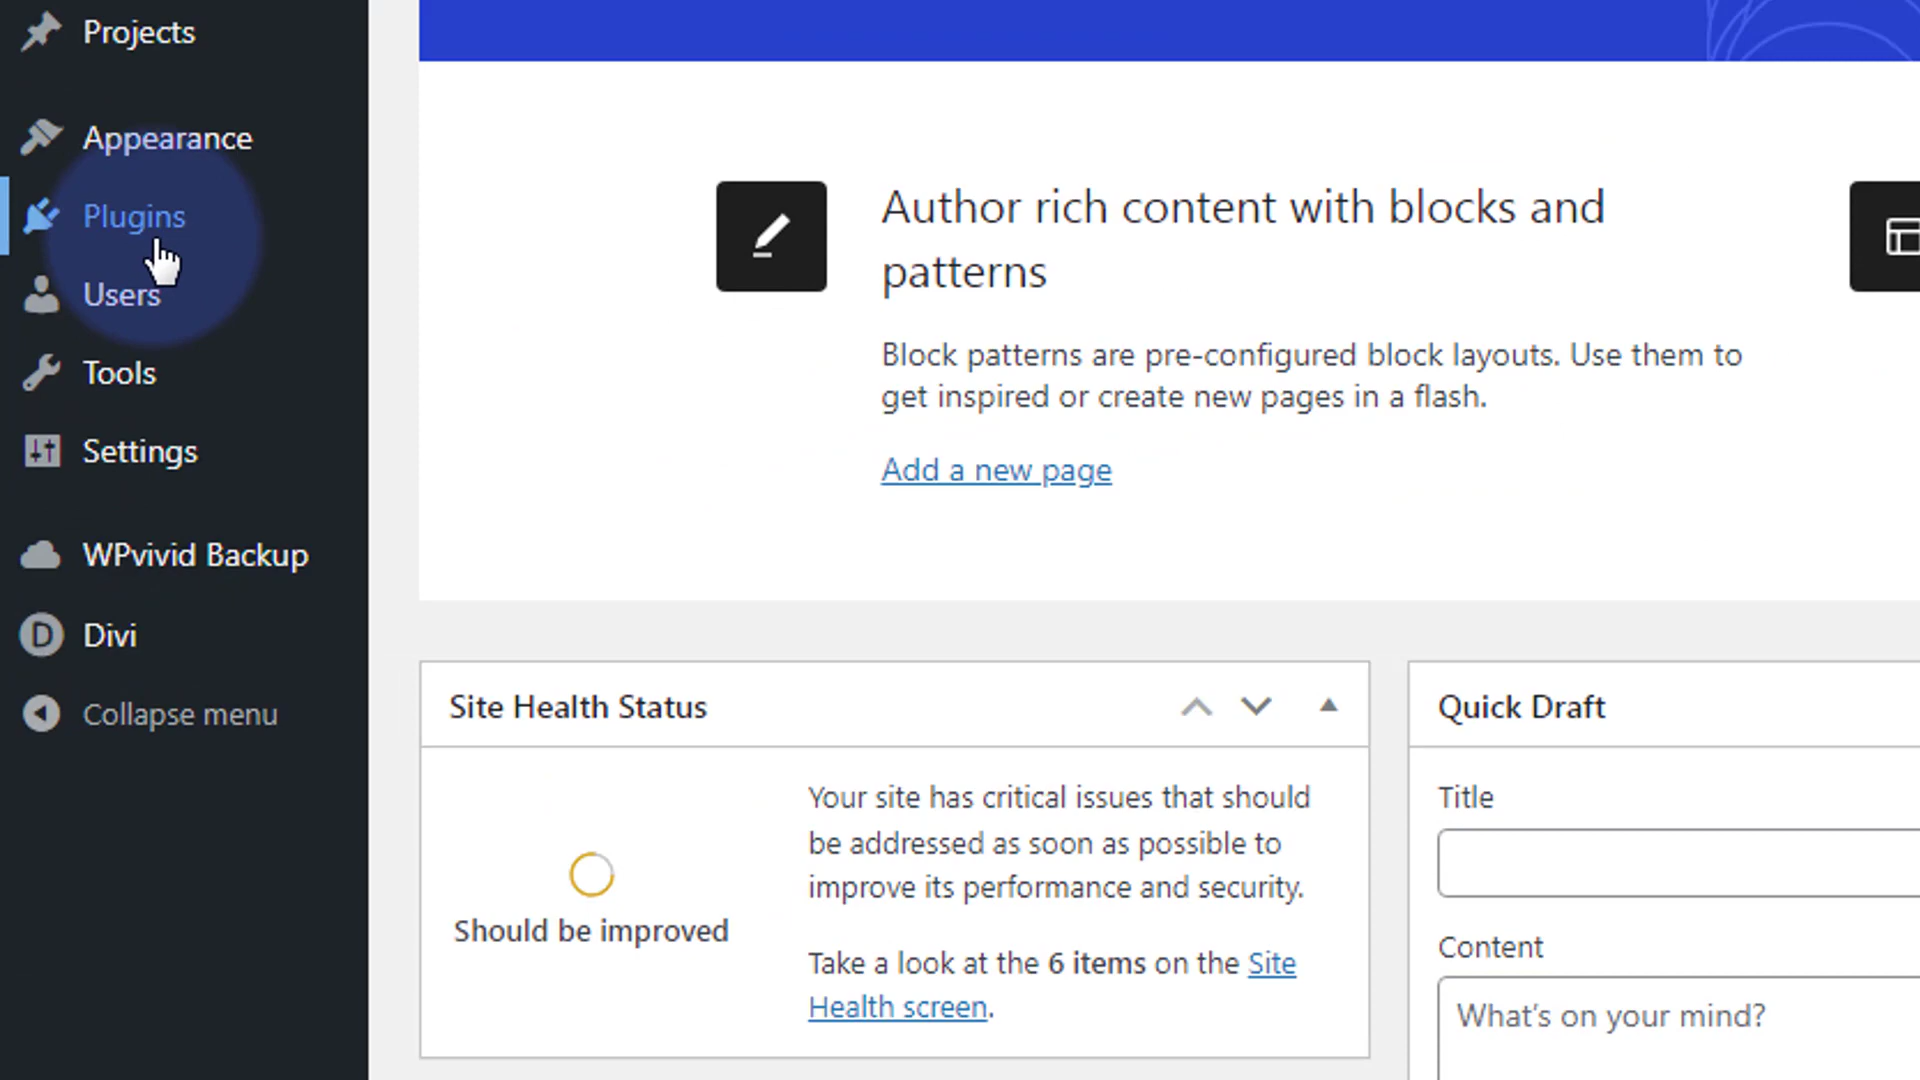 Projects
Appearance
Plugins
Users
Tools
Settings
WPvivid Backup
Divi
Collapse menu
Author rich content with blocks and
patterns
Block patterns are pre-configured block layouts. Use them to
get inspired or create new pages in a flash.
Add a new page
Site Health Status
Should be improved
Your site has critical issues that should
be addressed as soon as possible to
improve its performance and security.
Take a look at the 6 items on the Site
Health screen.
Quick Draft
Title
Content
What's on your mind?